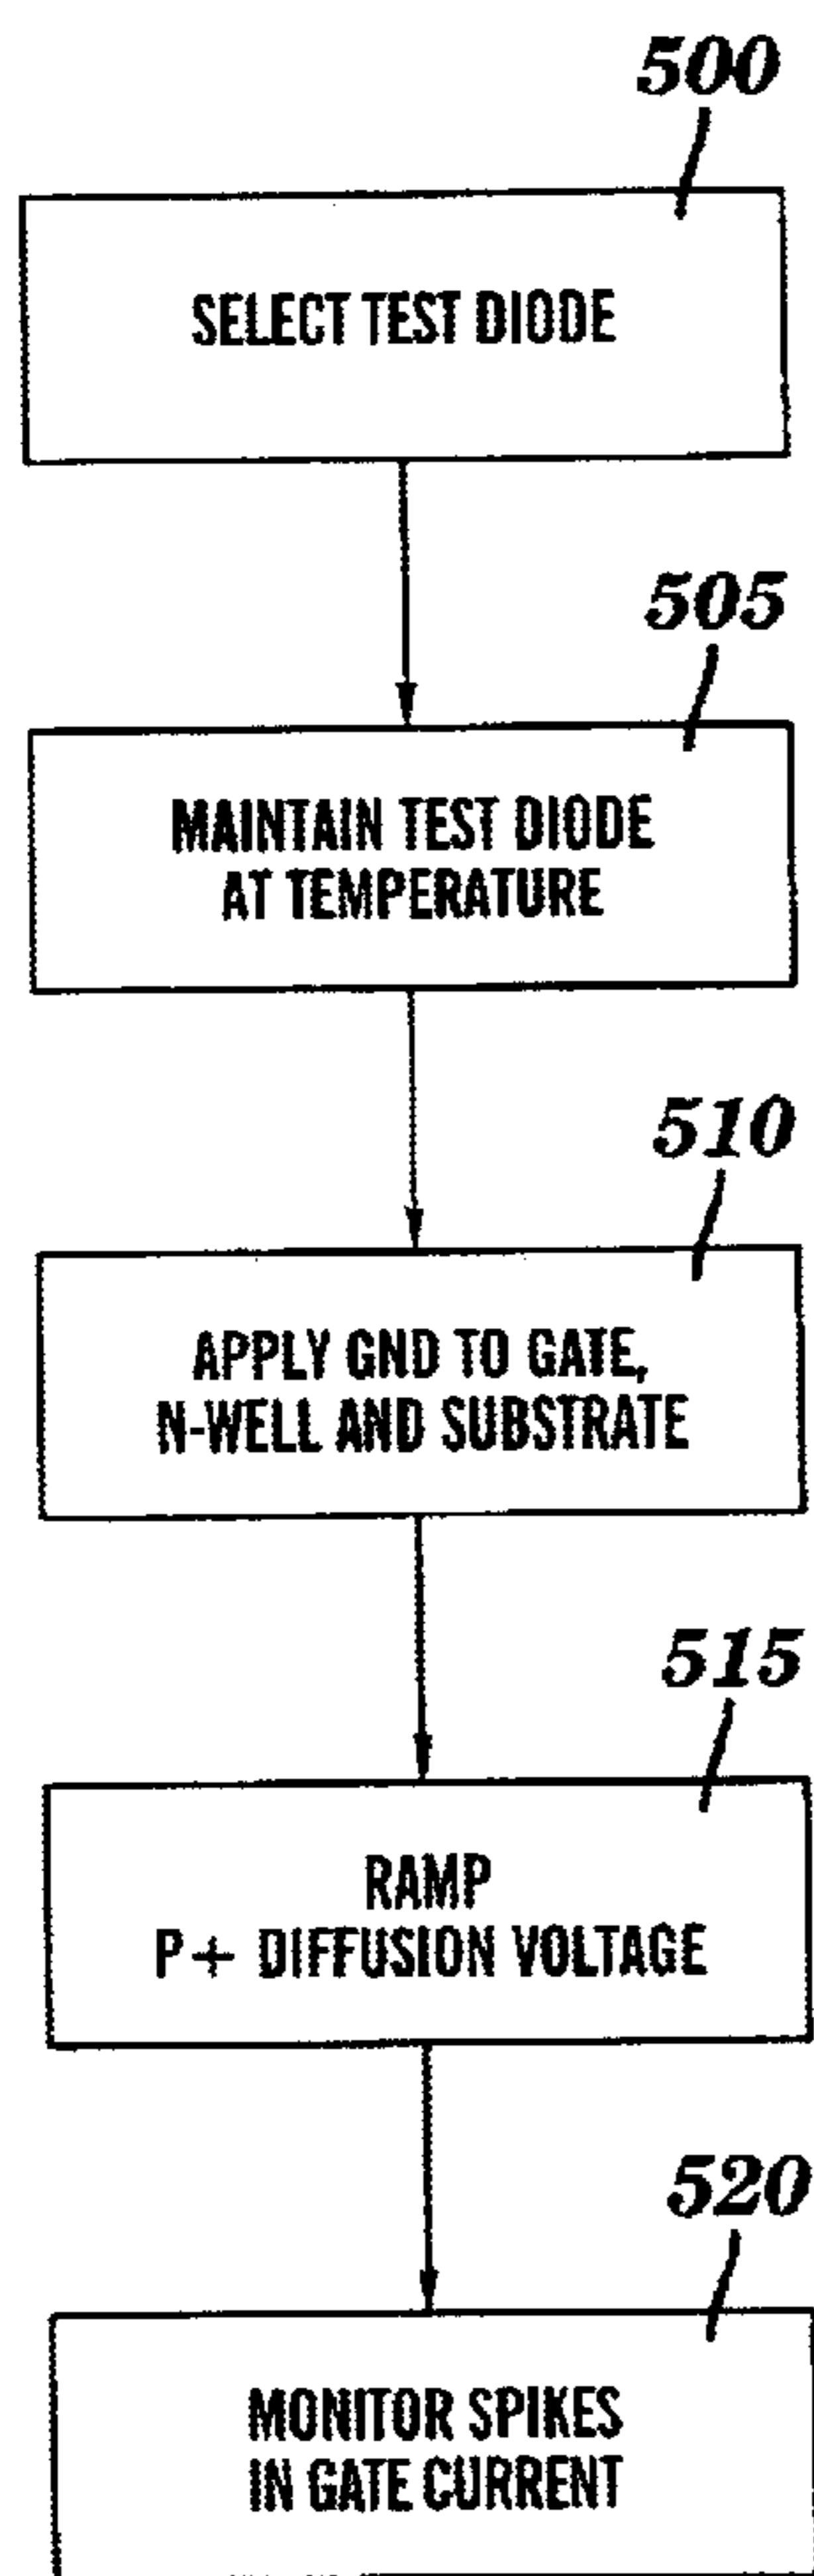 500
SELECT TEST DIODE
505
MAINTAIN TEST DIODE
AT TEMPERATURE
510
APPLY GND TO GATE,
N-WELL AND SUBSTRATE
515
RAMP
P+ DIFFUSION VOLTAGE
520
MONITOR SPIKES
IN GATE CURRENT